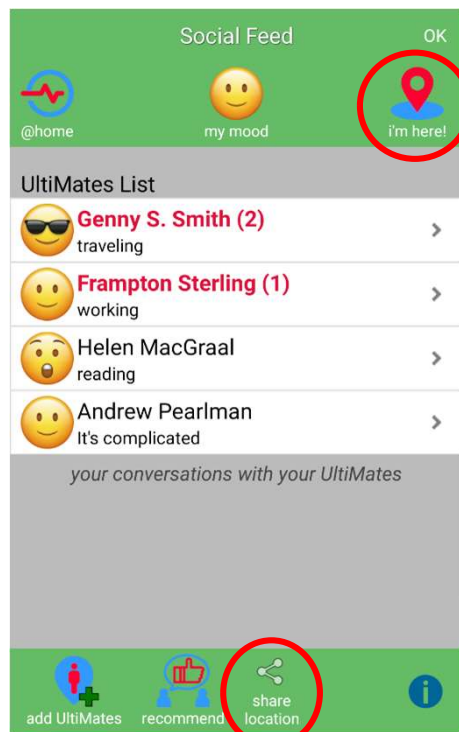 Social Feed OK
@home my mood i'm here!
UltiMates List
Genny S. Smith (2)
traveling
Frampton Sterling (1)
working
Helen MacGraal
reading
Andrew Pearlman
It's complicated
your conversations with your UltiMates
add UltiMates recommend share location
i